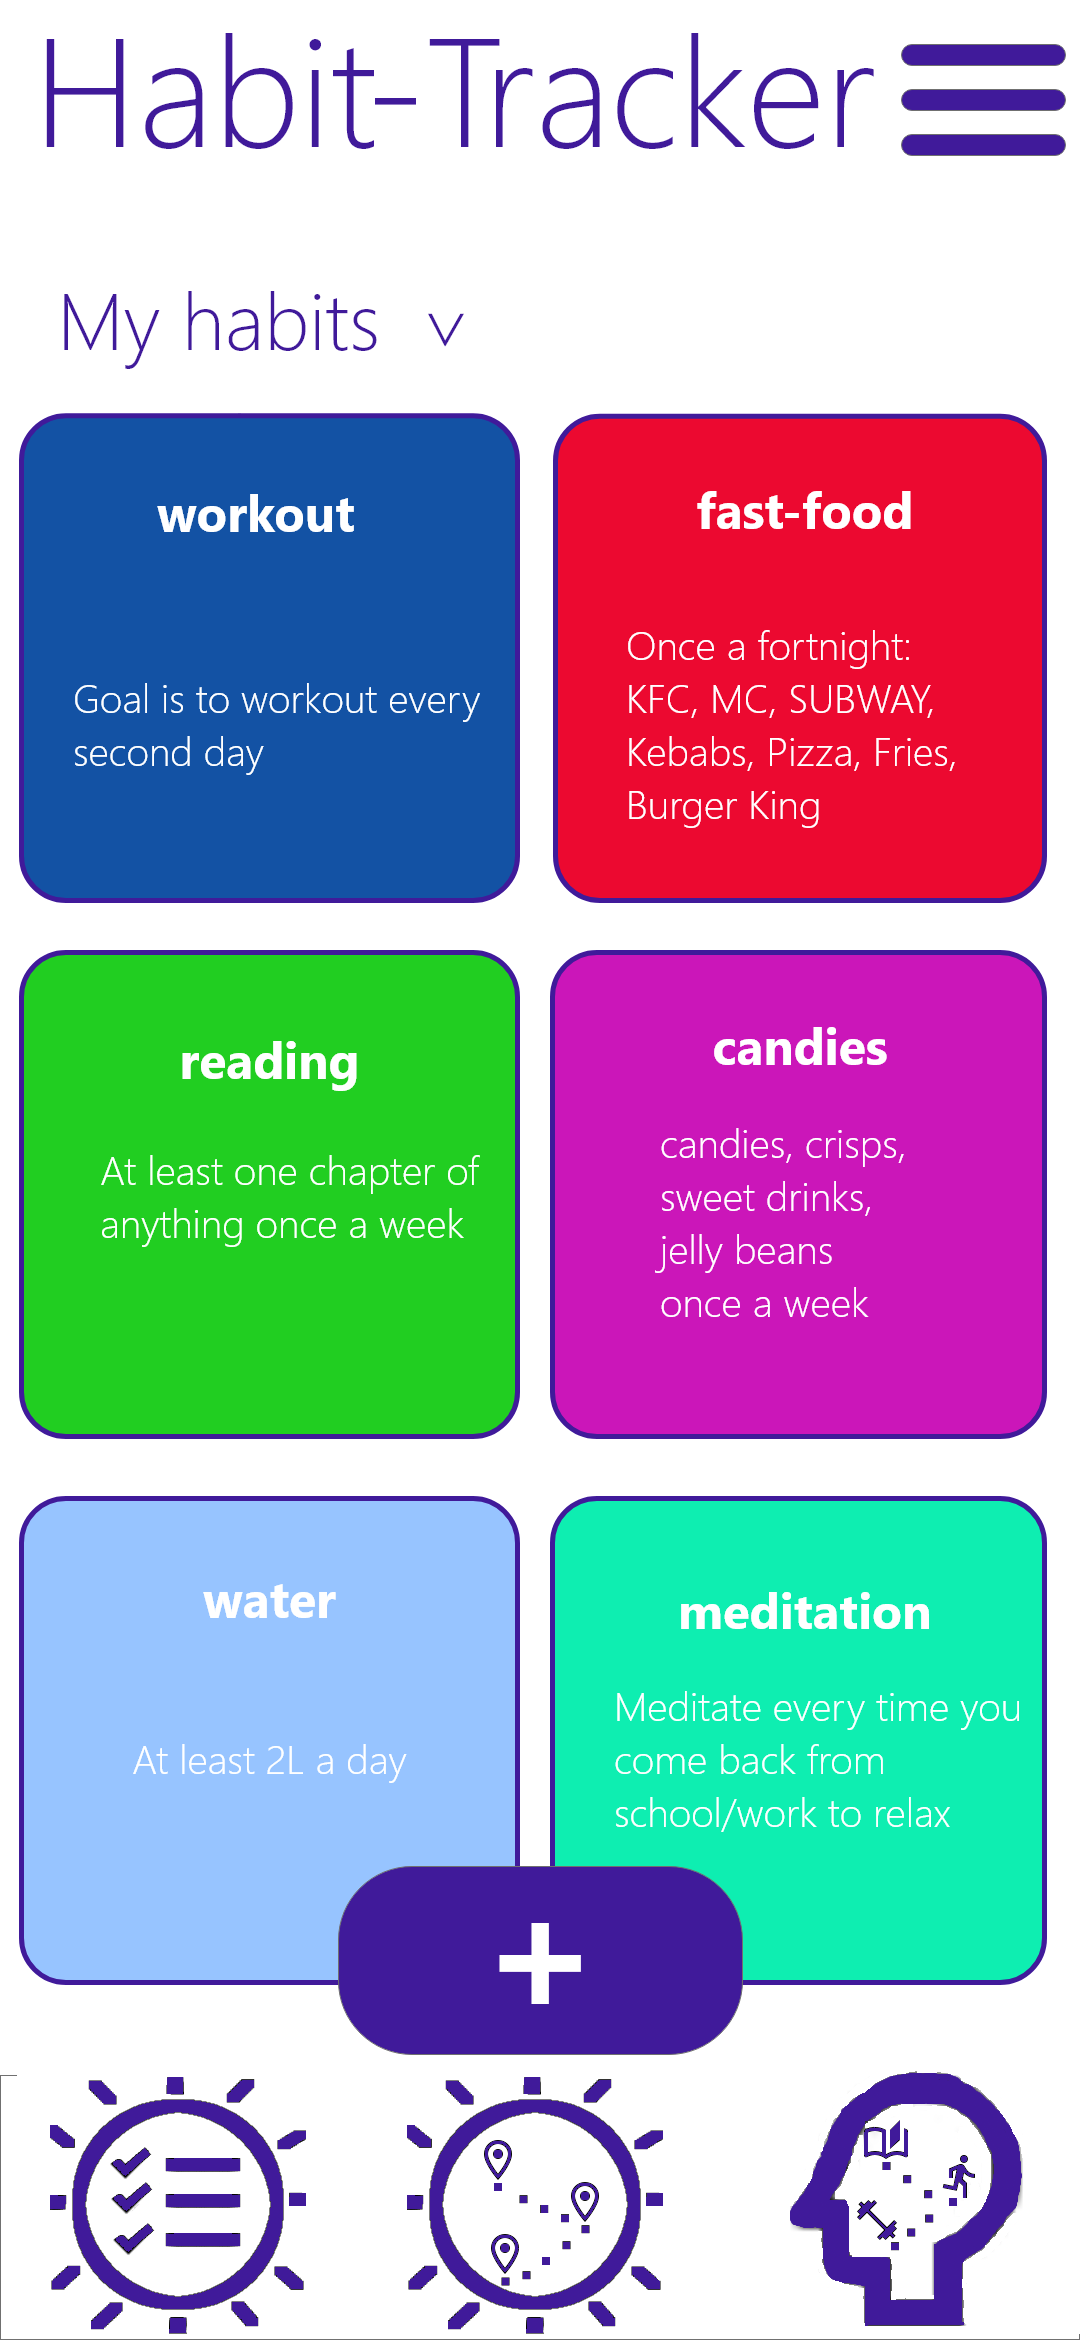 Habit-Tracker
My habits v
workout
Goal is to workout every
second day
fast-food
Once a fortnight:
KFC, MC, SUBWAY,
Kebabs, Pizza, Fries,
Burger King
reading
At least one chapter of
anything once a week
candies
candies, crisps,
sweet drinks,
jelly beans
once a week
water
At least 2L a day
meditation
Meditate every time you
come back from
school/work to relax
+